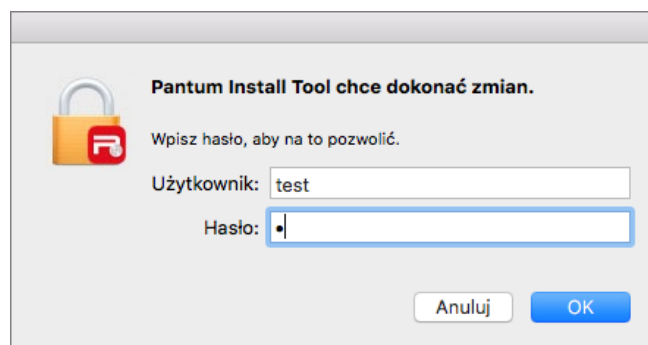 Pantum Install Tool chce dokonać zmian.
Wpisz hasło, aby na to pozwolić.
Użytkownik: test
Hasło: •
Anuluj OK